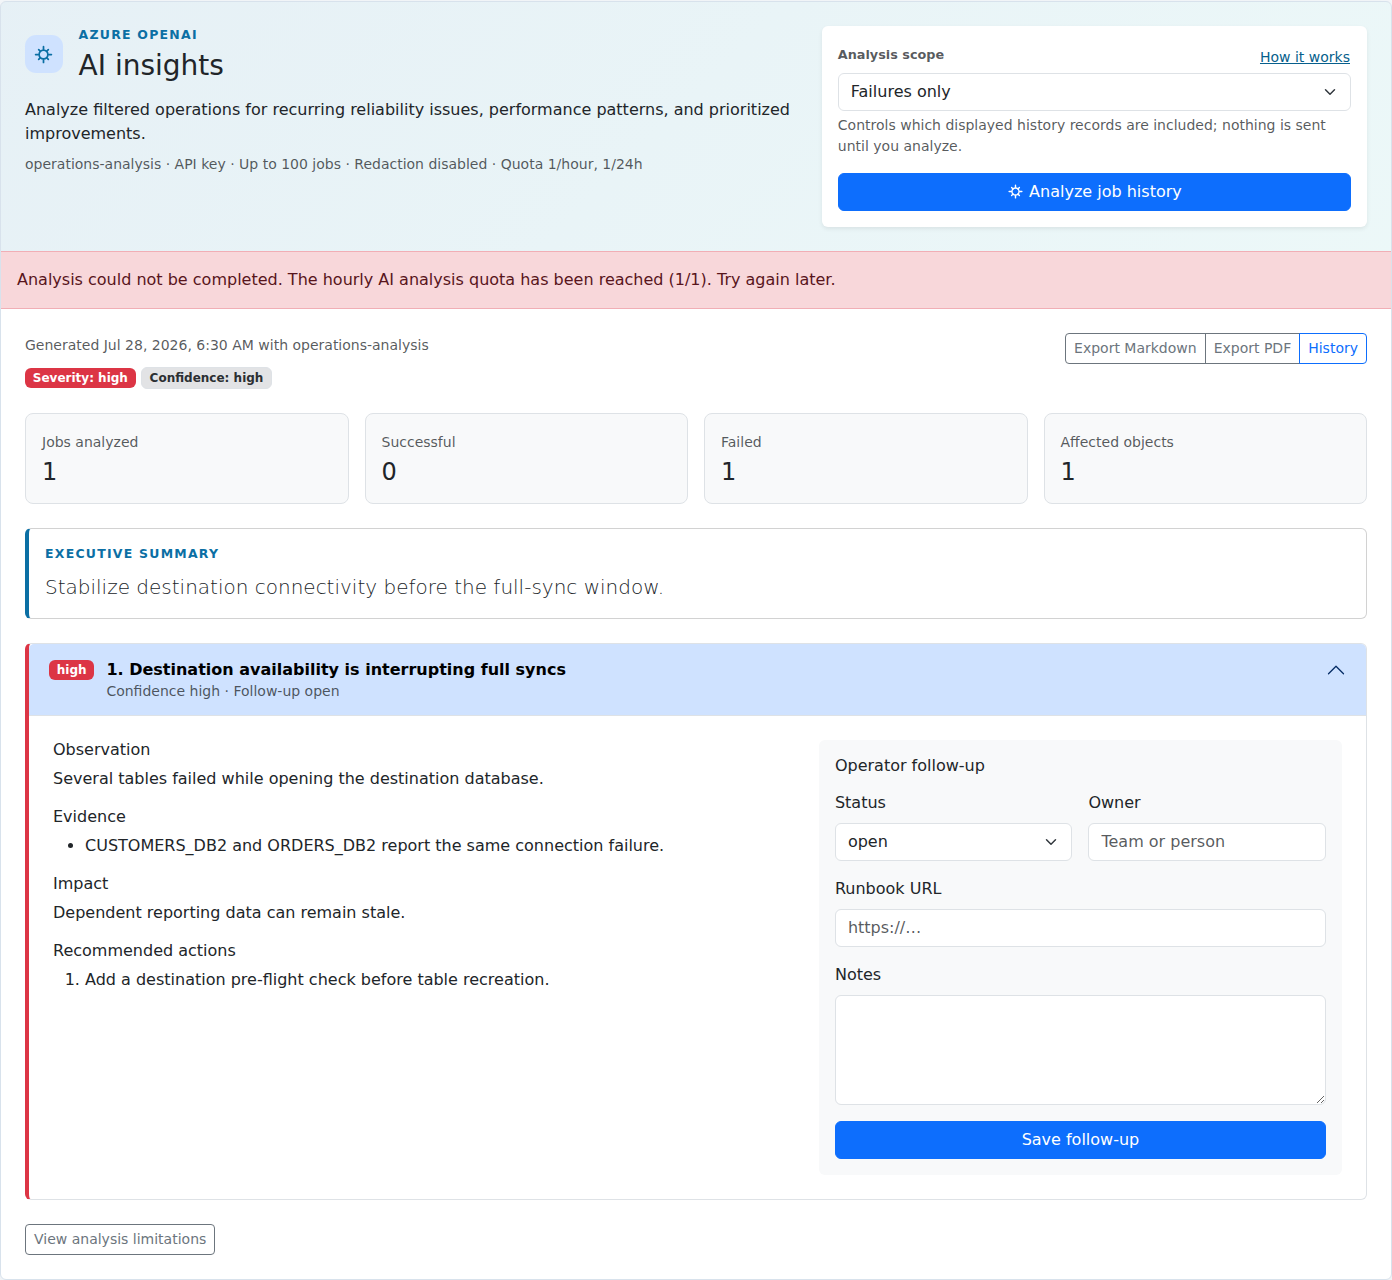 AZURE OPENAI
AI insights
Analyze filtered operations for recurring reliability issues, performance patterns, and prioritized
improvements.
operations-analysis · API key · Up to 100 jobs · Redaction disabled · Quota 1/hour, 1/24h
Analysis scope
How it works
Failures only
Controls which displayed history records are included; nothing is sent
until you analyze.
Analyze job history
Analysis could not be completed. The hourly AI analysis quota has been reached (1/1). Try again later.
Generated Jul 28, 2026, 6:30 AM with operations-analysis
Export Markdown
Export PDF
History
Severity: high
Confidence: high
Jobs analyzed
1
Successful
0
Failed
1
Affected objects
1
EXECUTIVE SUMMARY
Stabilize destination connectivity before the full-sync window.
high
1. Destination availability is interrupting full syncs
Confidence high · Follow-up open
Observation
Several tables failed while opening the destination database.
Evidence
• CUSTOMERS_DB2 and ORDERS_DB2 report the same connection failure.
Impact
Dependent reporting data can remain stale.
Recommended actions
1. Add a destination pre-flight check before table recreation.
Operator follow-up
Status
Owner
open
Team or person
Runbook URL
https://...
Notes
Save follow-up
View analysis limitations